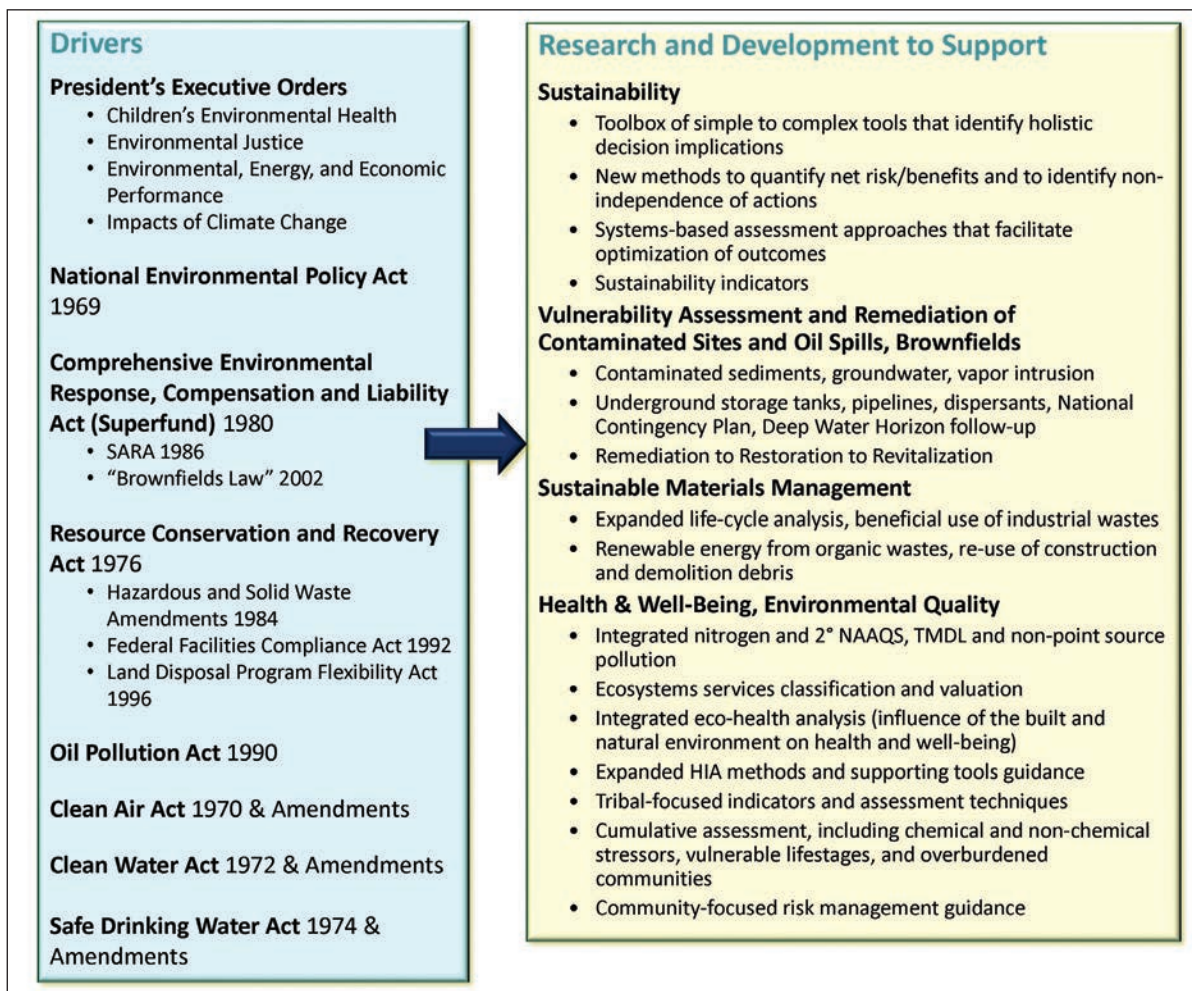 Drivers
President’s Executive Orders
• Children’s Environmental Health
• Environmental Justice
• Environmental, Energy, and Economic
Performance
• Impacts of Climate Change
National Environmental Policy Act
1969
Comprehensive Environmental
Response, Compensation and Liability
Act (Superfund) 1980
• SARA 1986
• “Brownfields Law” 2002
Resource Conservation and Recovery
Act 1976
• Hazardous and Solid Waste
Amendments 1984
• Federal Facilities Compliance Act 1992
• Land Disposal Program Flexibility Act
1996
Oil Pollution Act 1990
Clean Air Act 1970 & Amendments
Clean Water Act 1972 & Amendments
Safe Drinking Water Act 1974 &
Amendments
Research and Development to Support
Sustainability
• Toolbox of simple to complex tools that identify holistic
decision implications
• New methods to quantify net risk/benefits and to identify non-
independence of actions
• Systems-based assessment approaches that facilitate
optimization of outcomes
• Sustainability indicators
Vulnerability Assessment and Remediation of
Contaminated Sites and Oil Spills, Brownfields
• Contaminated sediments, groundwater, vapor intrusion
• Underground storage tanks, pipelines, dispersants, National
Contingency Plan, Deep Water Horizon follow-up
• Remediation to Restoration to Revitalization
Sustainable Materials Management
• Expanded life-cycle analysis, beneficial use of industrial wastes
• Renewable energy from organic wastes, re-use of construction
and demolition debris
Health & Well-Being, Environmental Quality
• Integrated nitrogen and 2° NAAQS, TMDL and non-point source
pollution
• Ecosystems services classification and valuation
• Integrated eco-health analysis (influence of the built and
natural environment on health and well-being)
• Expanded HIA methods and supporting tools guidance
• Tribal-focused indicators and assessment techniques
• Cumulative assessment, including chemical and non-chemical
stressors, vulnerable lifestages, and overburdened
communities
• Community-focused risk management guidance